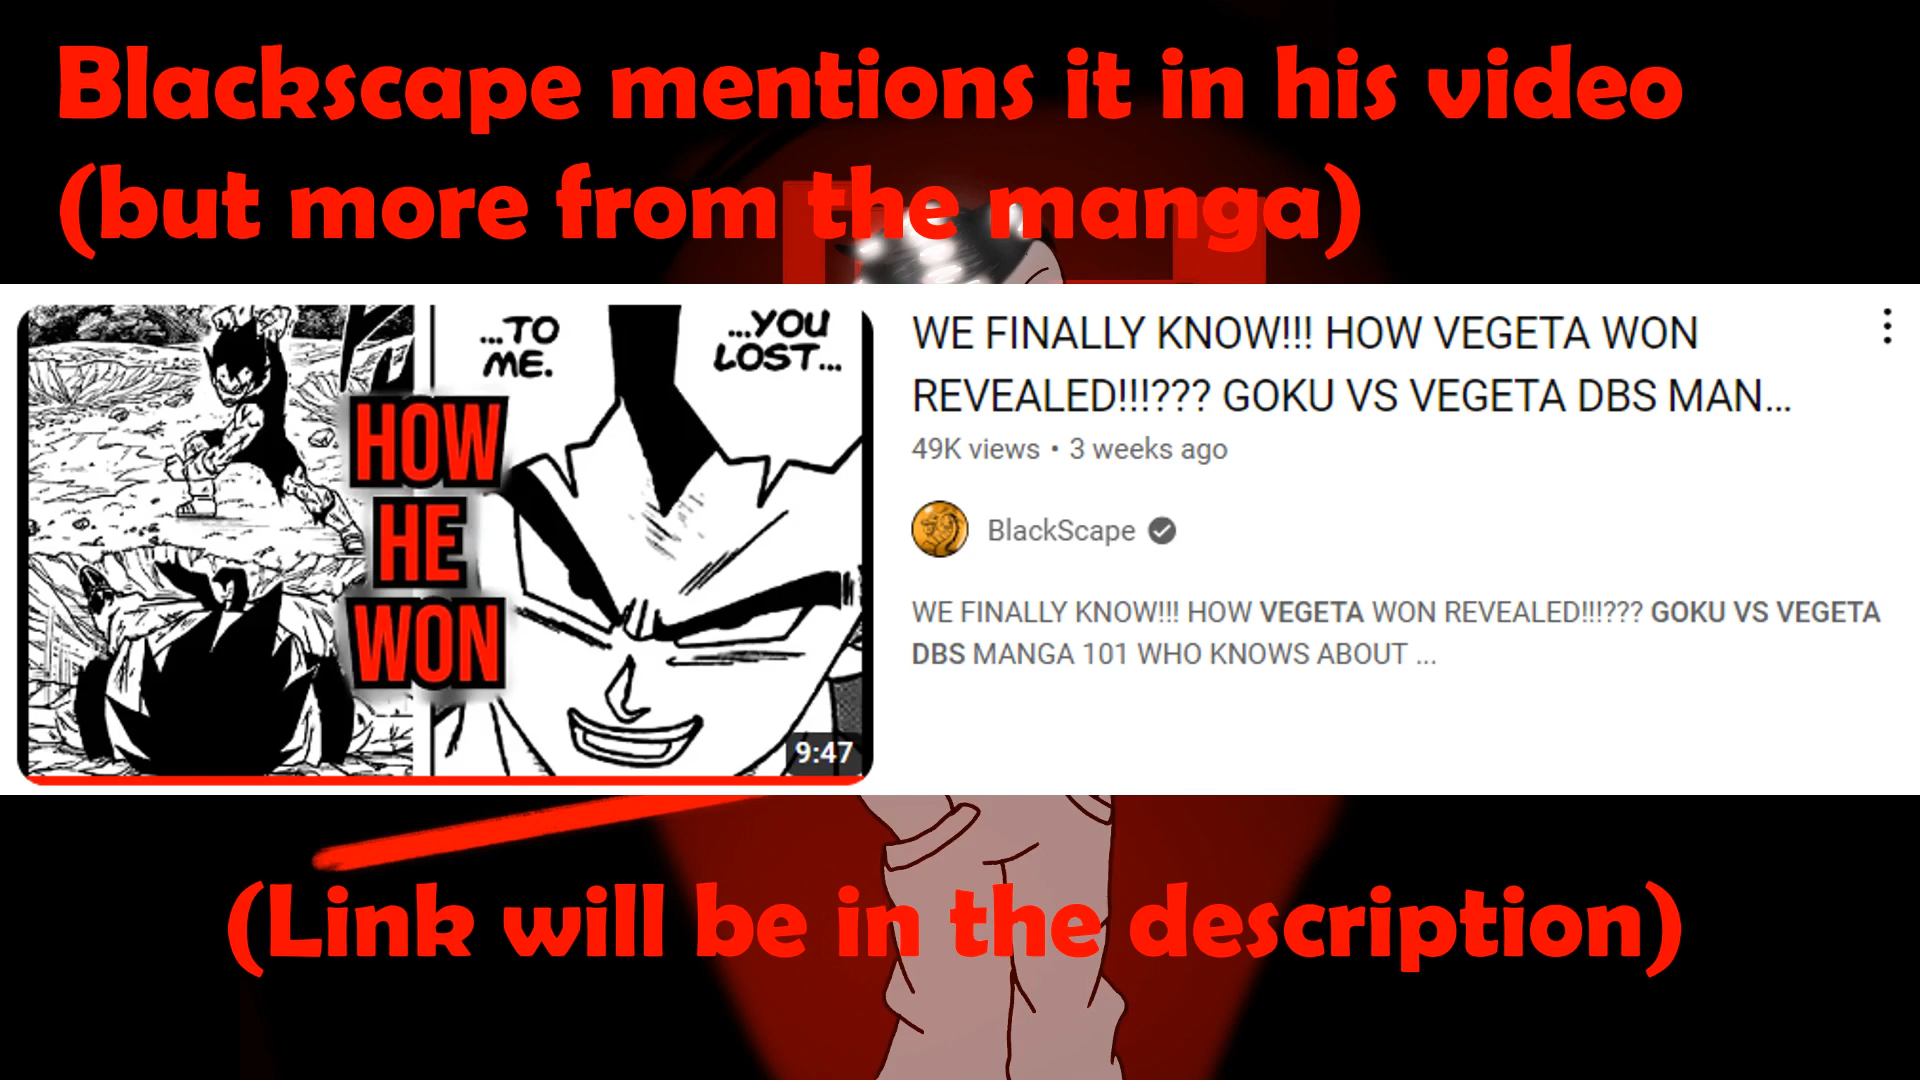 Blackscape mentions it in his video
(but more from the manga)
...TO
ME.
...YOU
LOST...
HOW
HE
WON
9:47
WE FINALLY KNOW!!! HOW VEGETA WON
REVEALED!!!??? GOKU VS VEGETA DBS MAN...
49K views • 3 weeks ago
BlackScape
WE FINALLY KNOW!!! HOW VEGETA WON REVEALED!!!??? GOKU VS VEGETA
DBS MANGA 101 WHO KNOWS ABOUT ...
(Link will be in the description)